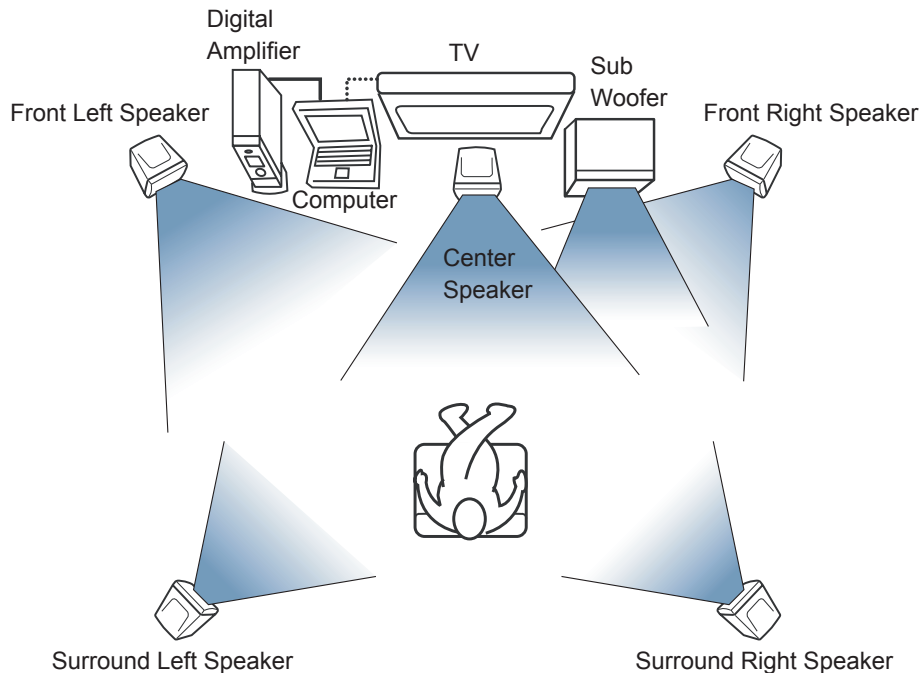 Digital
Amplifier
TV
Sub
Woofer
Front Left Speaker
Front Right Speaker
Computer
Center
Speaker
Surround Left Speaker
Surround Right Speaker